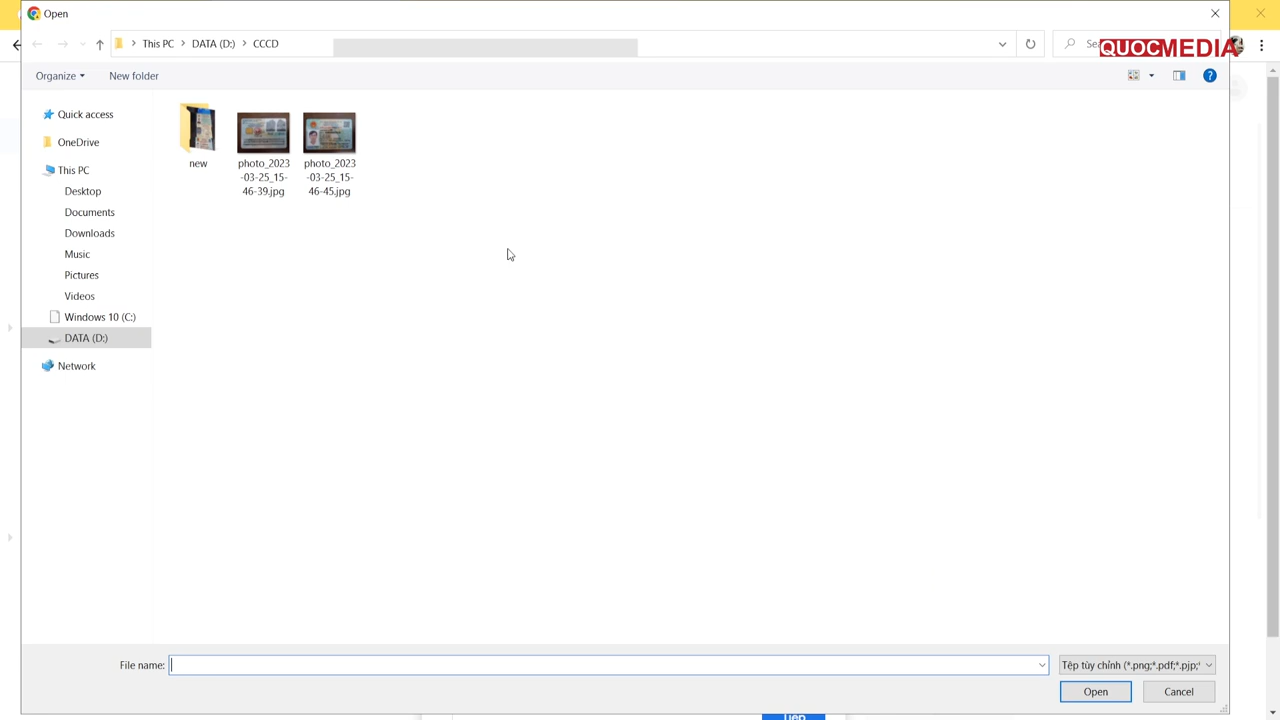 Open
This PC > DATA (D:) > CCCD
QUOCMEDIA
Organize
New folder
Quick access
OneDrive
This PC
Desktop
Documents
Downloads
Music
Pictures
Videos
Windows 10 (C:)
DATA (D:)
Network
new
photo_2023
-03-25_15-
46-39.jpg
photo_2023
-03-25_15-
46-45.jpg
File name:
Tệp tùy chỉnh (*.png;*.pdf;*.pjp;*
Open
Cancel
Tiếp